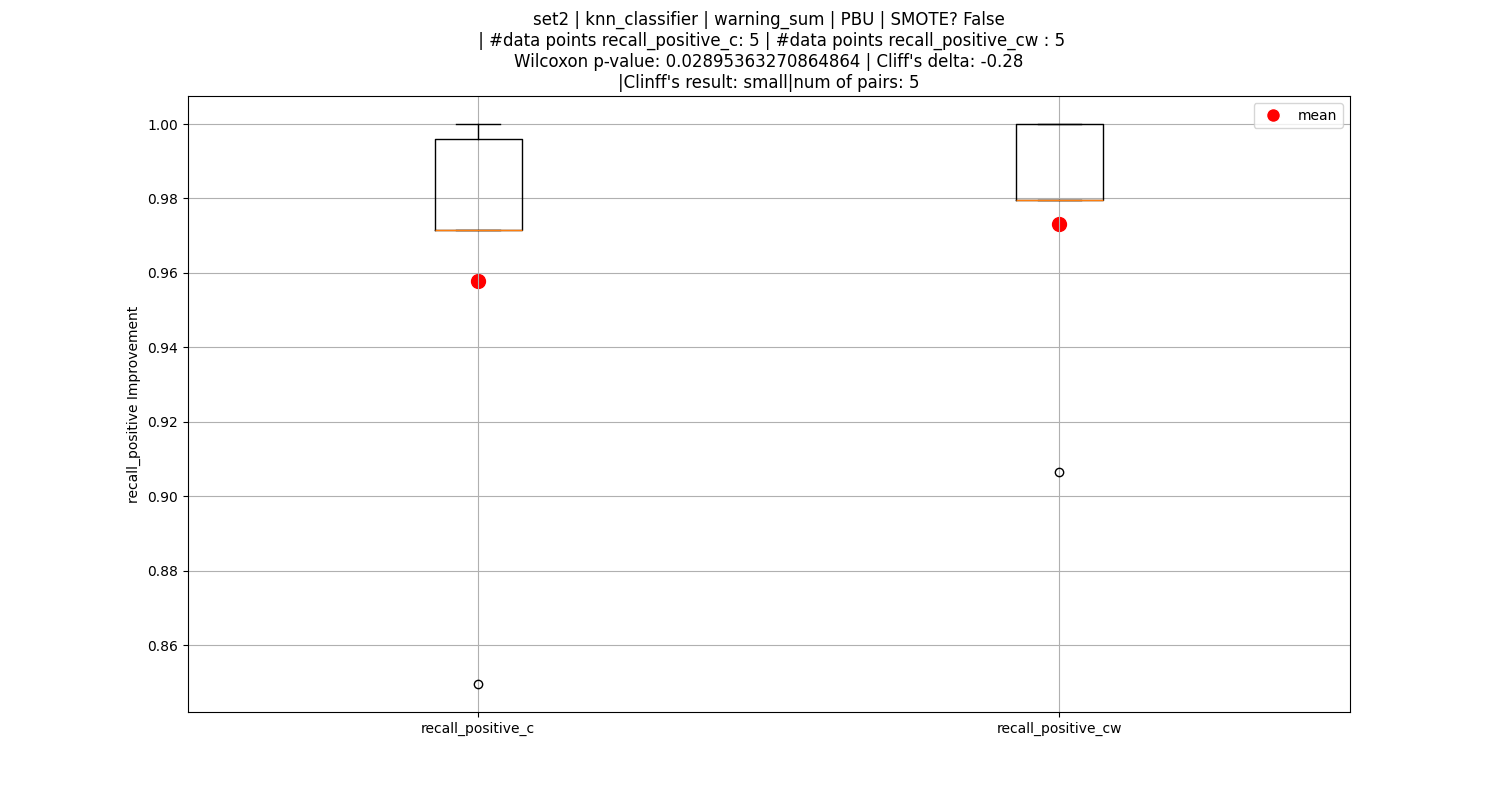 set2 | knn_classifier | warning_sum | PBU | SMOTE? False
| #data points recall_positive_c: 5 | #data points recall_positive_cw : 5
Wilcoxon p-value: 0.02895363270864864 | Cliff's delta: -0.28
|Clinff's result: small|num of pairs: 5
mean
1.00
0.98
0.96
0.94
0.92
0.90
0.88
0.86
recall_positive Improvement
recall_positive_c
recall_positive_cw